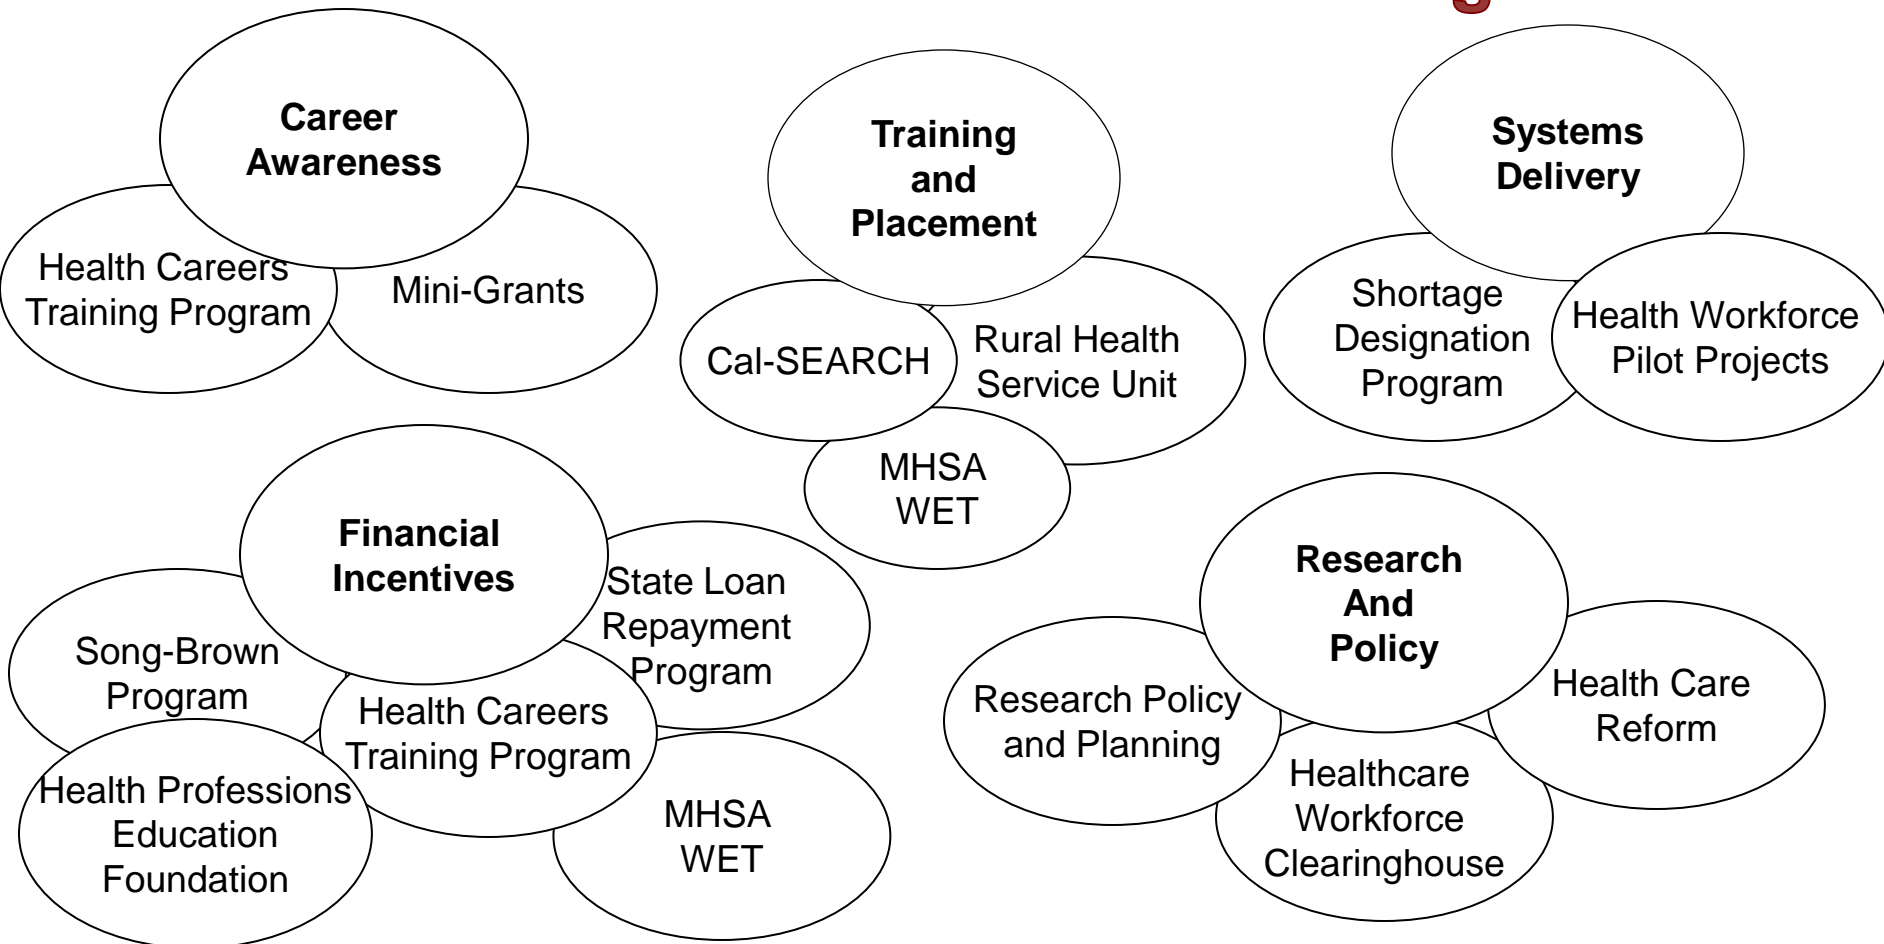 Career
Awareness
Health Careers
Training Program
Mini-Grants
Training
and
Placement
Cal-SEARCH
Rural Health
Service Unit
MHSA
WET
Systems
Delivery
Shortage
Designation
Program
Health Workforce
Pilot Projects
Financial
Incentives
Song-Brown
Program
State Loan
Repayment
Program
Health Careers
Training Program
Health Professions
Education
Foundation
MHSA
WET
Research
And
Policy
Research Policy
and Planning
Healthcare
Workforce
Clearinghouse
Health Care
Reform